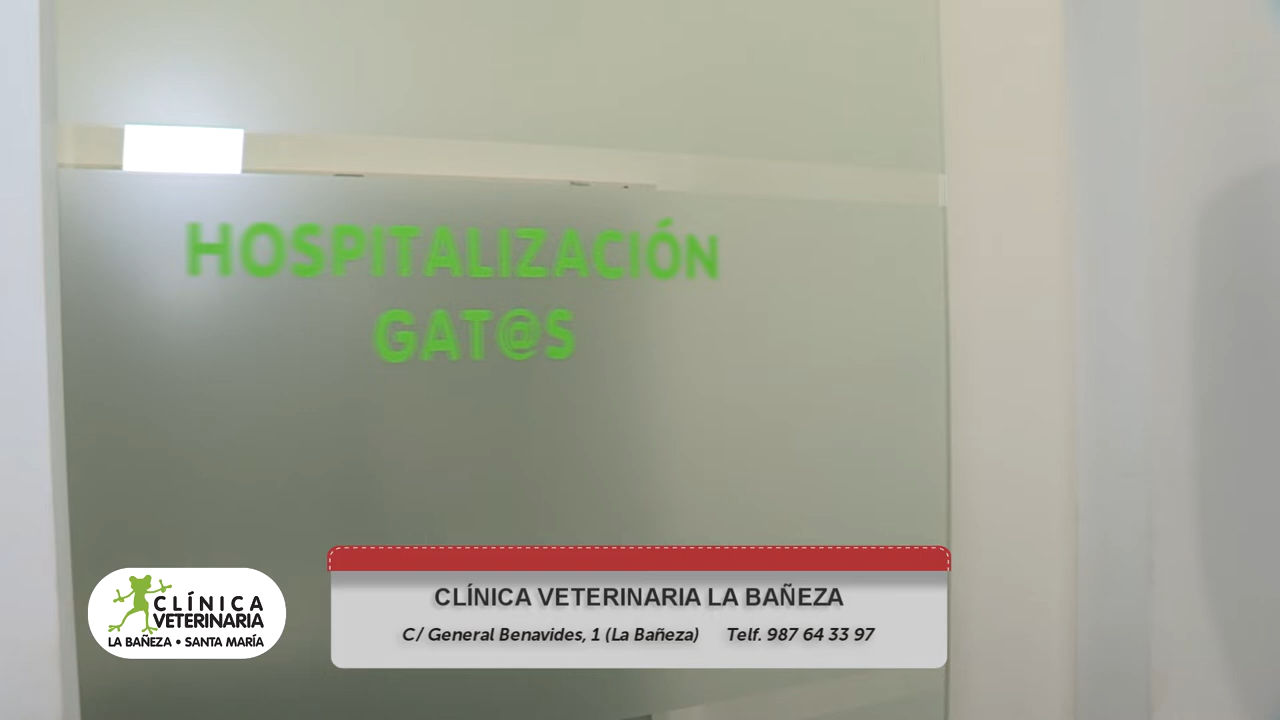 HOSPITALIZACIÓN
GAT@S
CLÍNICA
VETERINARIA
LA BAÑEZA • SANTA MARÍA
CLÍNICA VETERINARIA LA BAÑEZA
C/ General Benavides, 1 (La Bañeza) Telf. 987 64 33 97